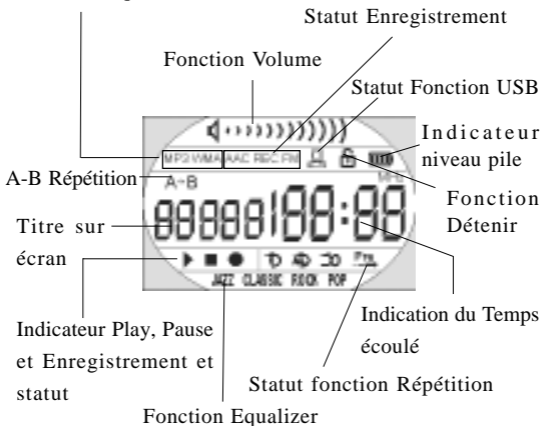 Statut Enregistrement
Fonction Volume
Statut Fonction USB
Indicateur
niveau pile
MP3 WMA AAC REC FM
MHz
A-B Répétition
A-B
Fonction
Détenir
Titre sur
écran
88888188:88
JAZZ CLASSIC ROCK POP
Indicateur Play, Pause
et Enregistrement et
statut
Indication du Temps
écoulé
Statut fonction Répétition
Fonction Equalizer